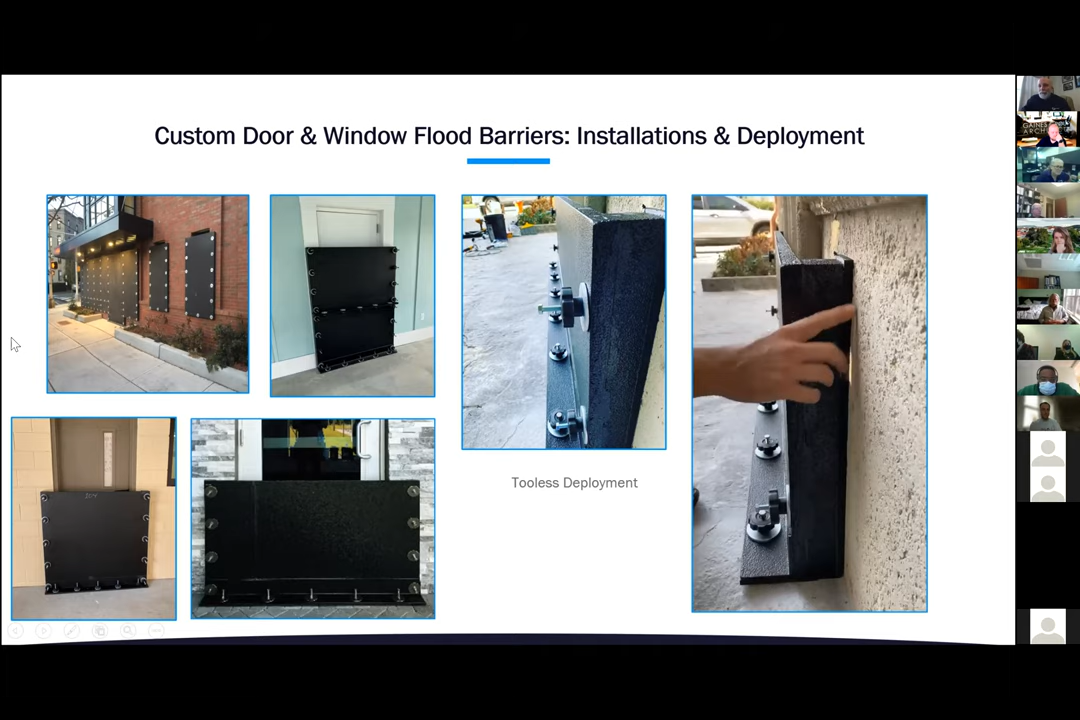 Custom Door & Window Flood Barriers: Installations & Deployment
Tooless Deployment